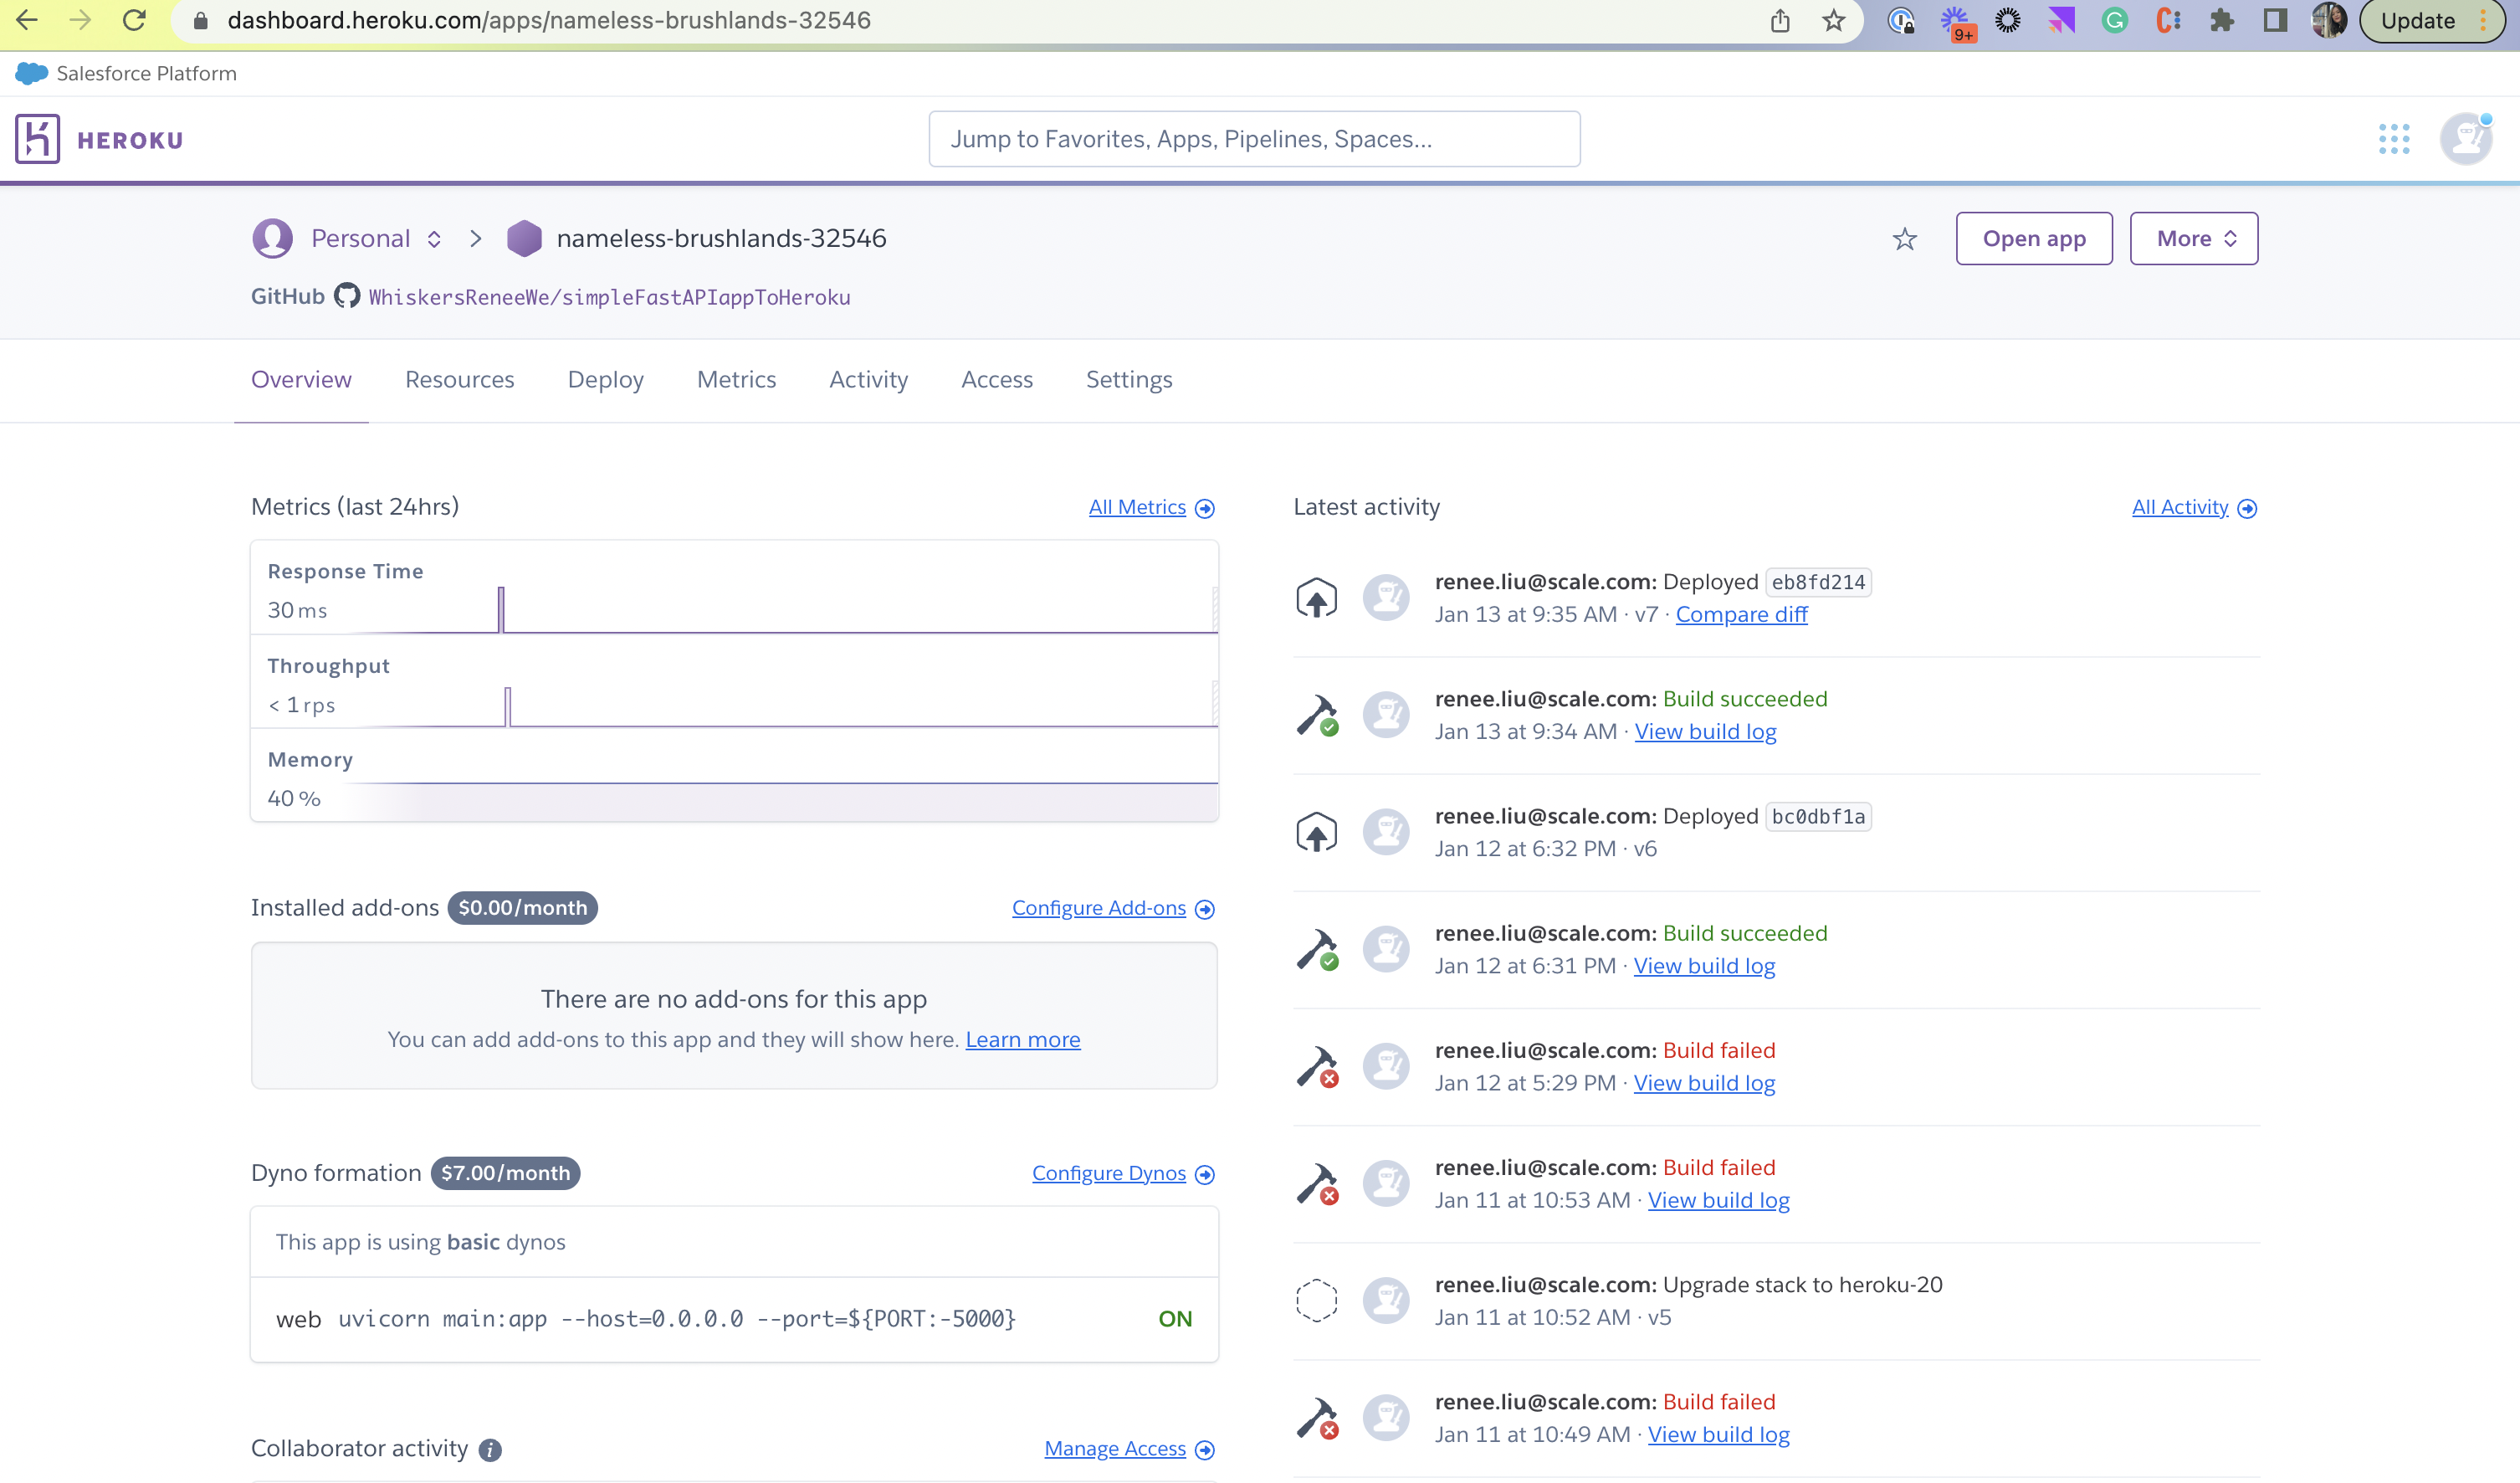 dashboard.heroku.com/apps/nameless-brushlands-32546
9+
Update
Salesforce Platform
HEROKU
Jump to Favorites, Apps, Pipelines, Spaces...
Personal
nameless-brushlands-32546
Open app
More
GitHub WhiskersReneeWe/simpleFastAPIappToHeroku
Overview
Resources
Deploy
Metrics
Activity
Access
Settings
Metrics (last 24hrs)
All Metrics
Response Time
30 ms
Throughput
< 1 rps
Memory
40 %
Installed add-ons $0.00/month
Configure Add-ons
There are no add-ons for this app
You can add add-ons to this app and they will show here. Learn more
Dyno formation $7.00/month
Configure Dynos
This app is using basic dynos
web uvicorn main:app --host=0.0.0.0 --port=${PORT:-5000}
ON
Collaborator activity
Manage Access
Latest activity
All Activity
renee.liu@scale.com: Deployed eb8fd214
Jan 13 at 9:35 AM · v7 · Compare diff
renee.liu@scale.com: Build succeeded
Jan 13 at 9:34 AM · View build log
renee.liu@scale.com: Deployed bc0dbf1a
Jan 12 at 6:32 PM · v6
renee.liu@scale.com: Build succeeded
Jan 12 at 6:31 PM · View build log
renee.liu@scale.com: Build failed
Jan 12 at 5:29 PM · View build log
renee.liu@scale.com: Build failed
Jan 11 at 10:53 AM · View build log
renee.liu@scale.com: Upgrade stack to heroku-20
Jan 11 at 10:52 AM · v5
renee.liu@scale.com: Build failed
Jan 11 at 10:49 AM · View build log